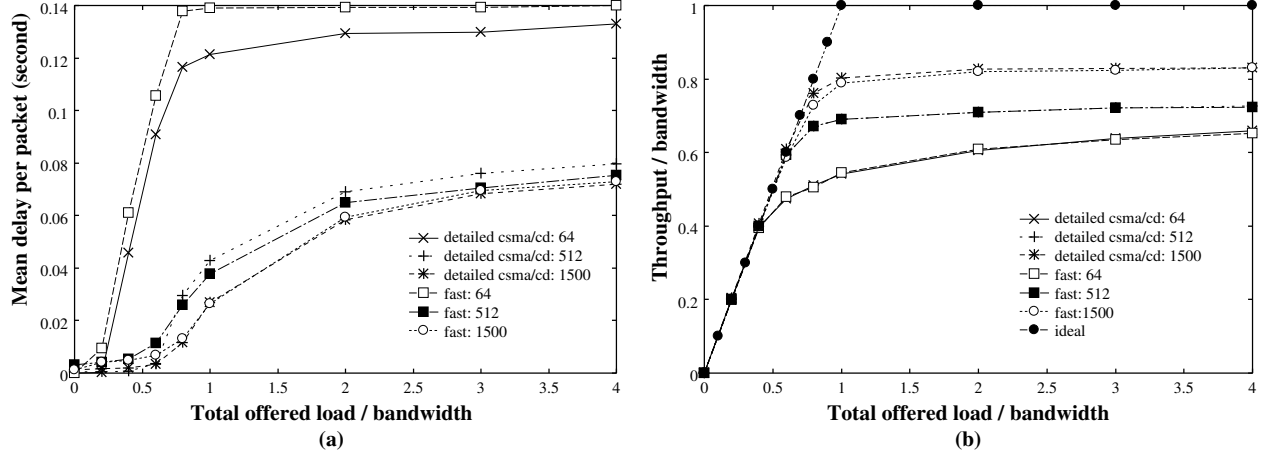 Mean delay per packet (second)
0.14
0.12
0.1
0.08
0.06
0.04
0.02
0
0 0.5 1 1.5 2 2.5 3 3.5 4
detailed csma/cd: 64
detailed csma/cd: 512
detailed csma/cd: 1500
fast: 64
fast: 512
fast: 1500
Total offered load / bandwidth
(a)
Throughput / bandwidth
1
0.8
0.6
0.4
0.2
0
0 0.5 1 1.5 2 2.5 3 3.5 4
detailed csma/cd: 64
detailed csma/cd: 512
detailed csma/cd: 1500
fast: 64
fast: 512
fast:1500
ideal
Total offered load / bandwidth
(b)